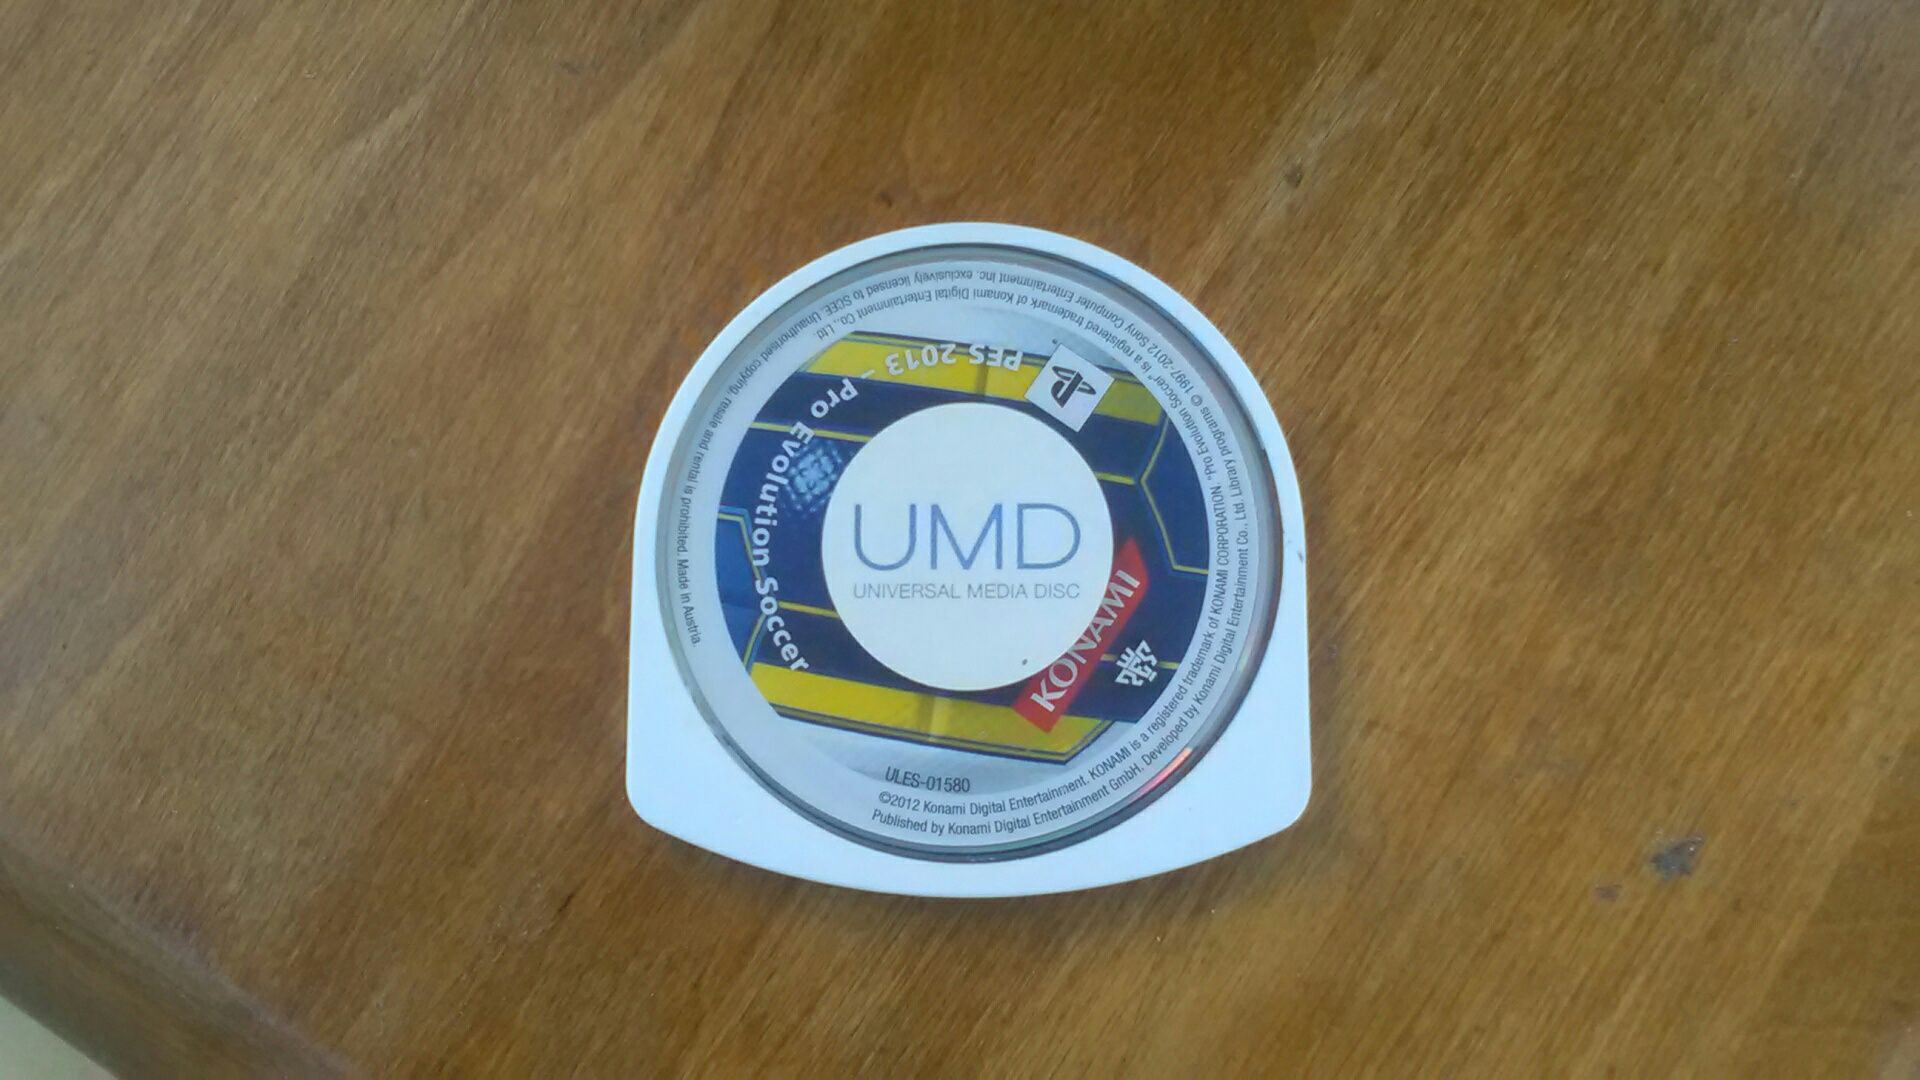 UMD
UNIVERSAL MEDIA DISC
PES 2013 - Pro Evolution Soccer
KONAMI
PES
ULES-01580
©2012 Konami Digital Entertainment. KONAMI is a registered trademark of KONAMI CORPORATION. "Pro Evolution Soccer" is a registered trademark of Konami Digital Entertainment Co., Ltd.
Published by Konami Digital Entertainment GmbH. Developed by Konami Digital Entertainment Co., Ltd. Library programs © 1997-2012 Sony Computer Entertainment Inc. exclusively licensed to SCEE. Unauthorised copying, resale and rental is prohibited. Made in Austria.